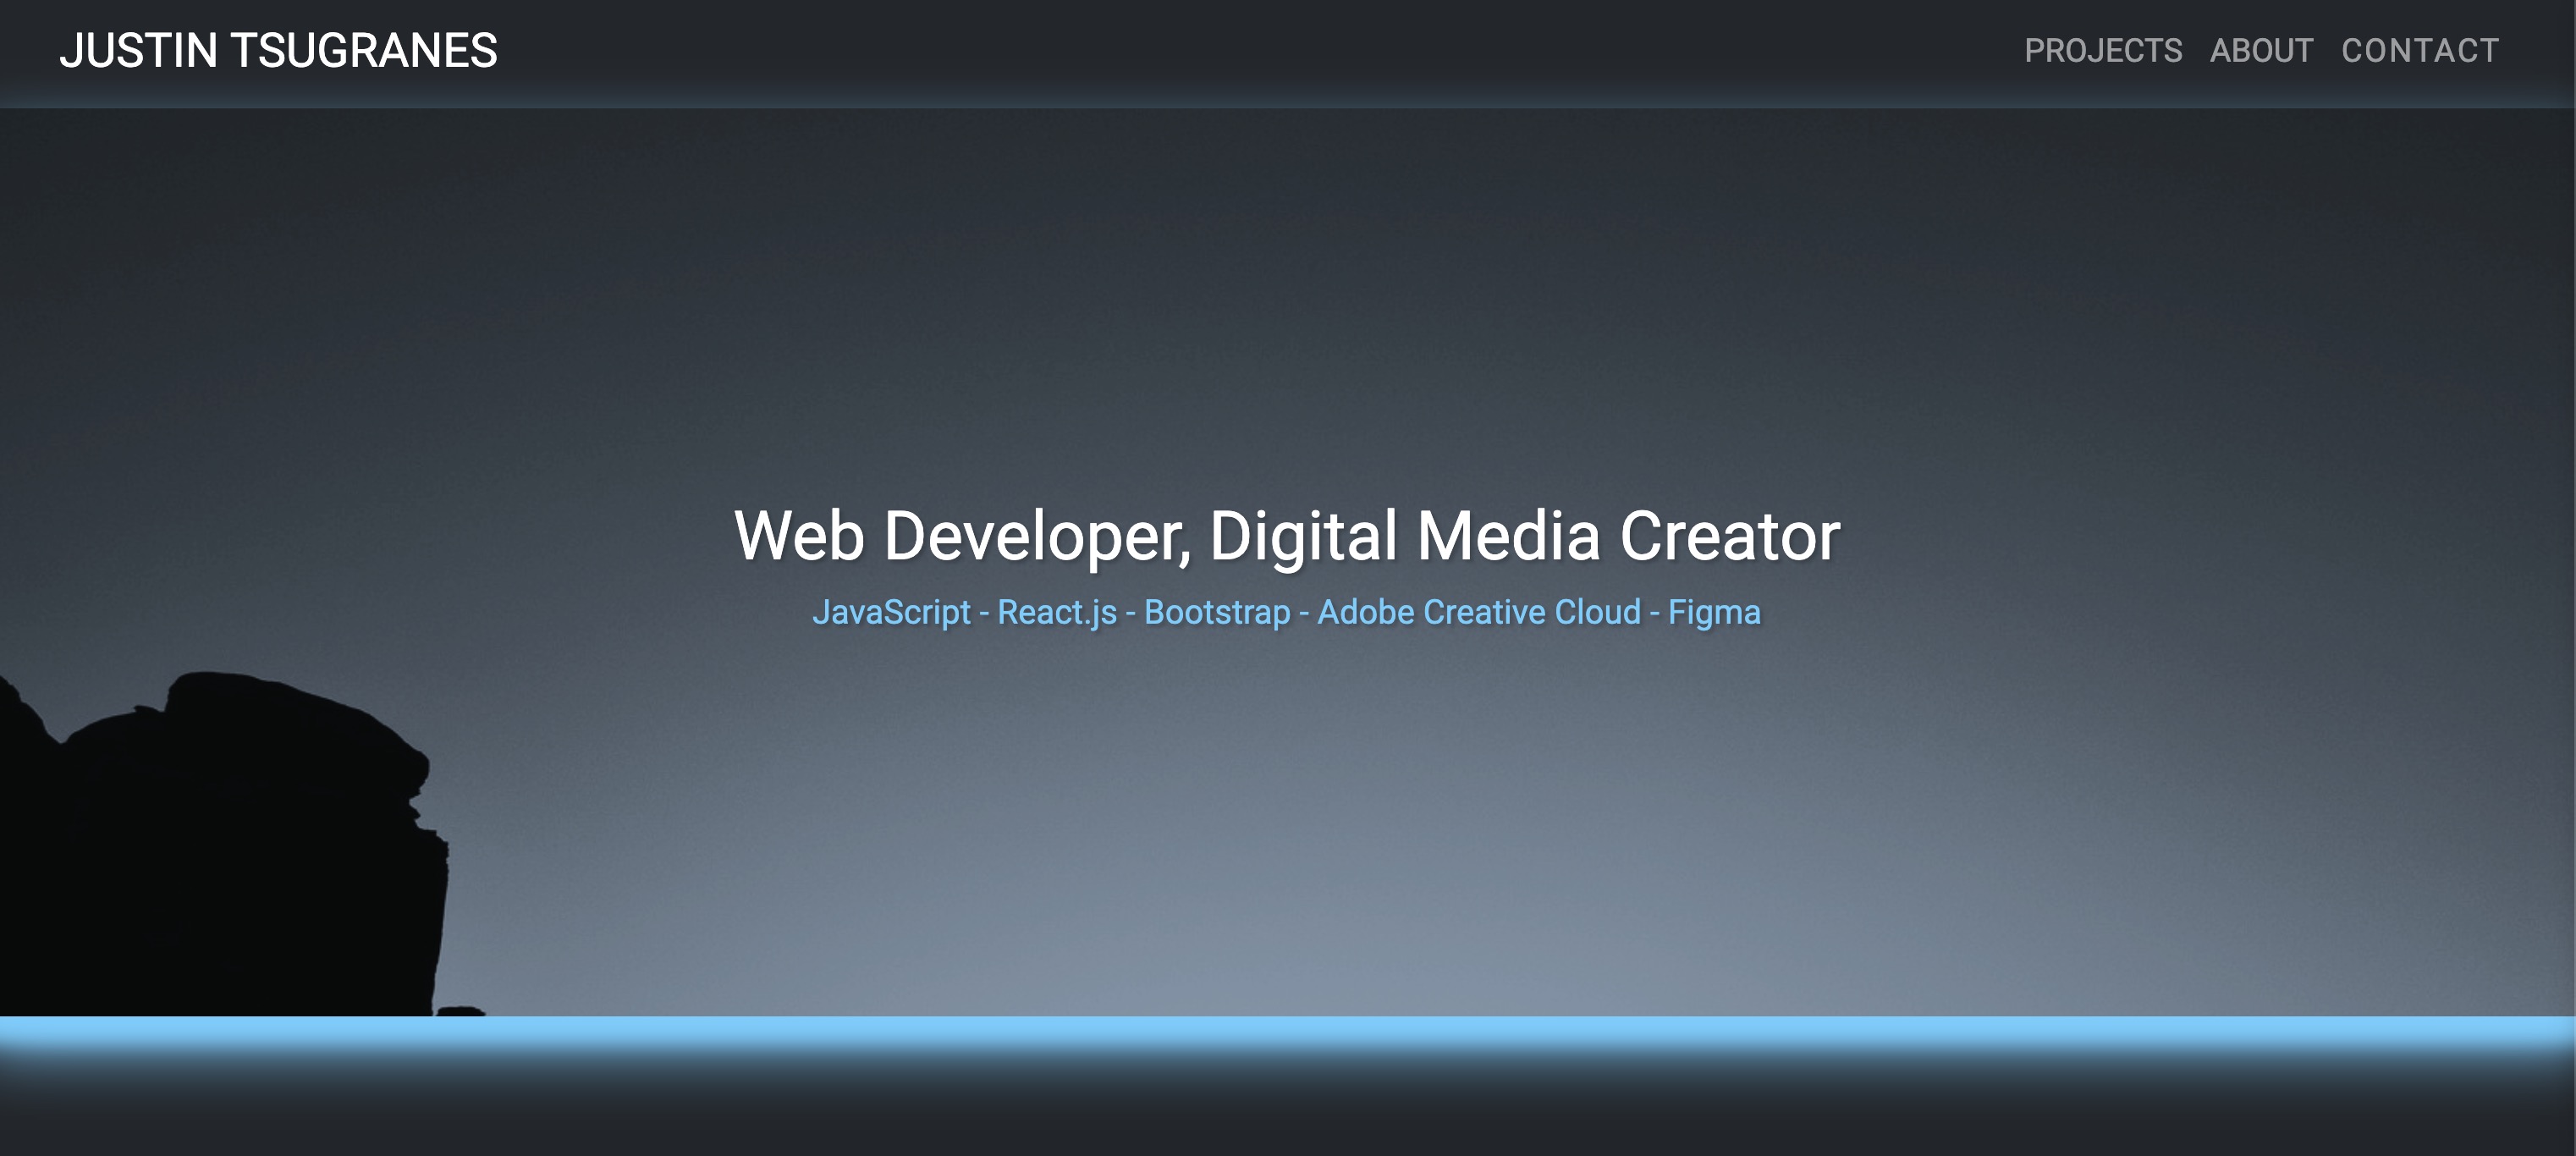 JUSTIN TSUGRANES
PROJECTS ABOUT CONTACT
Web Developer, Digital Media Creator
JavaScript - React.js - Bootstrap - Adobe Creative Cloud - Figma